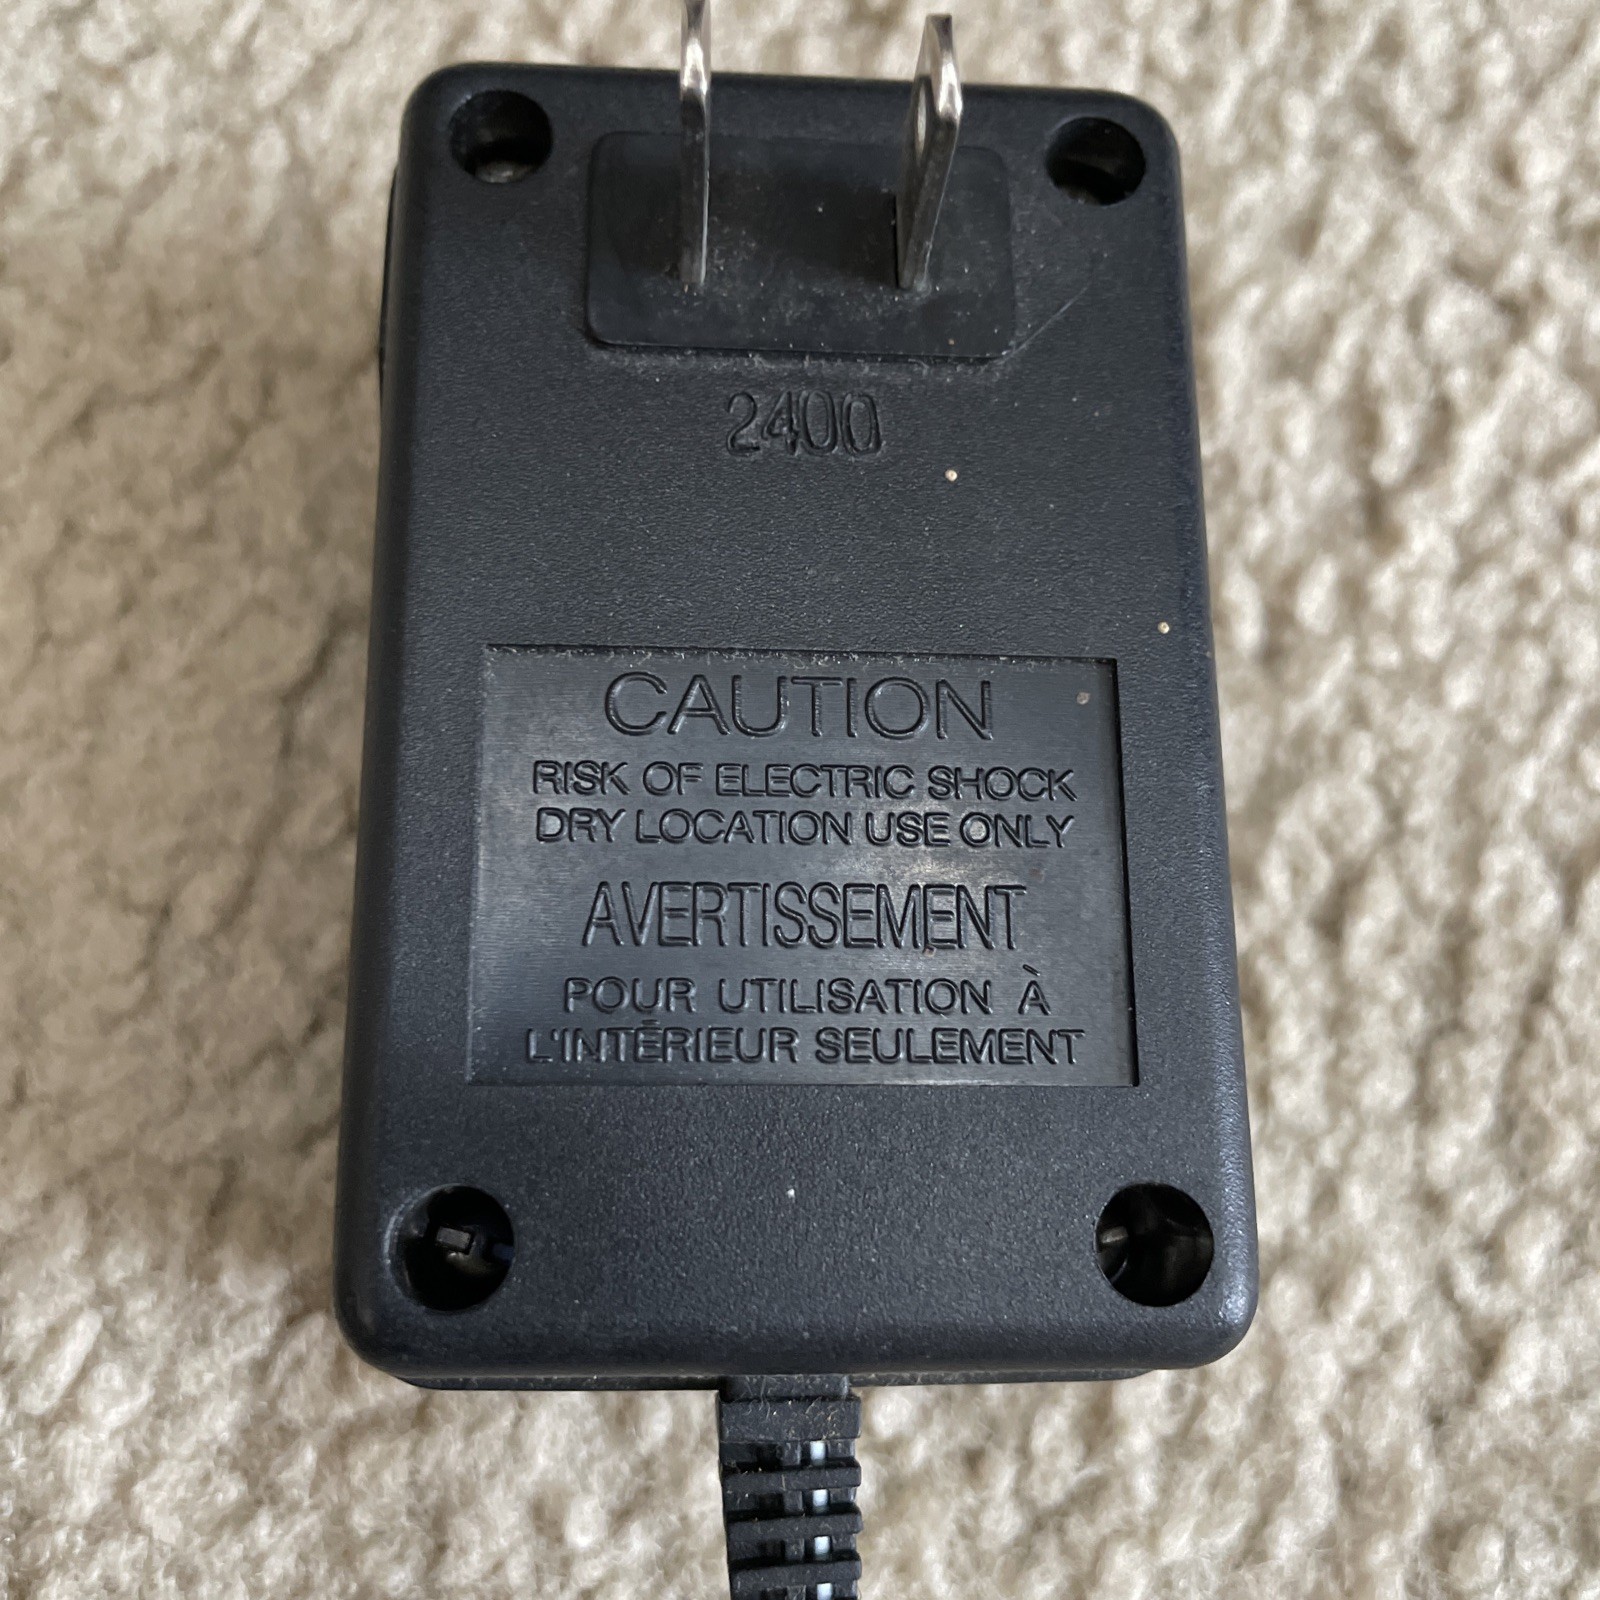 2400
CAUTION
RISK OF ELECTRIC SHOCK
DRY LOCATION USE ONLY
AVERTISSEMENT
POUR UTILISATION À
L'INTÉRIEUR SEULEMENT